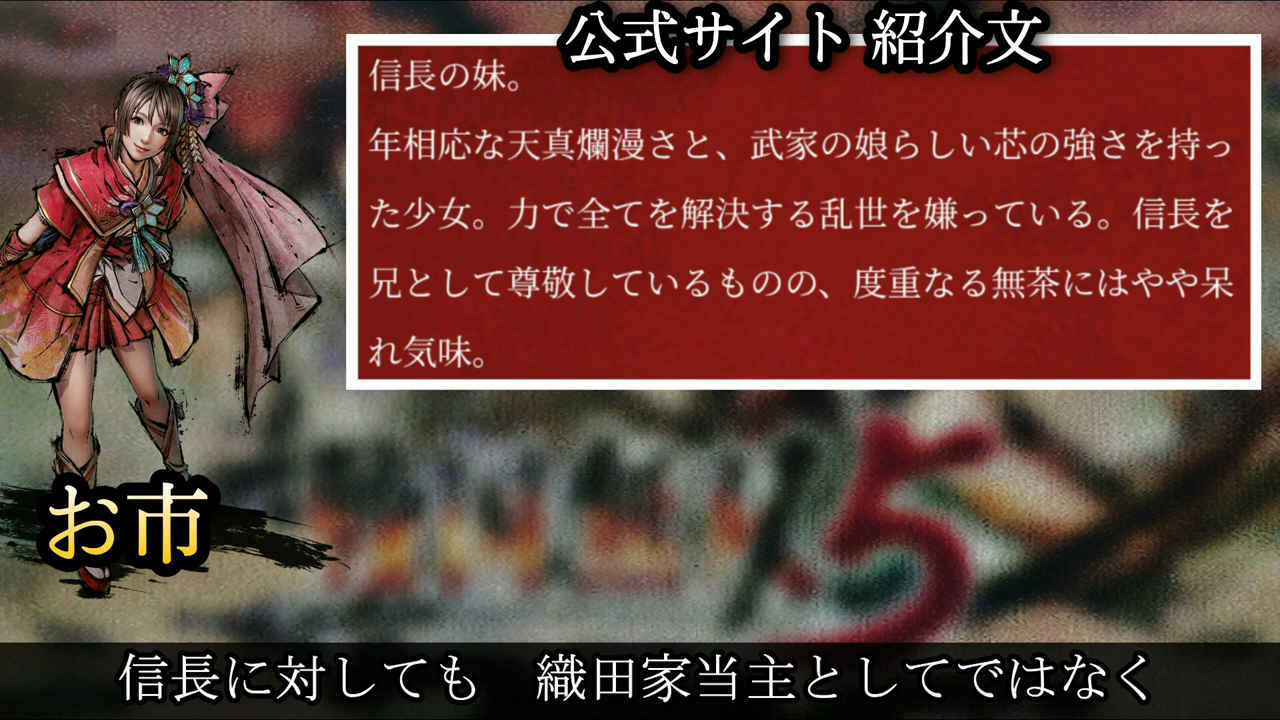 公式サイト 紹介文
信長の妹。
年相応な天真爛漫さと、武家の娘らしい芯の強さを持っ
た少女。力で全てを解決する乱世を嫌っている。信長を
兄として尊敬しているものの、度重なる無茶にはやや呆
れ気味。
お市
5
信長に対しても　織田家当主としてではなく